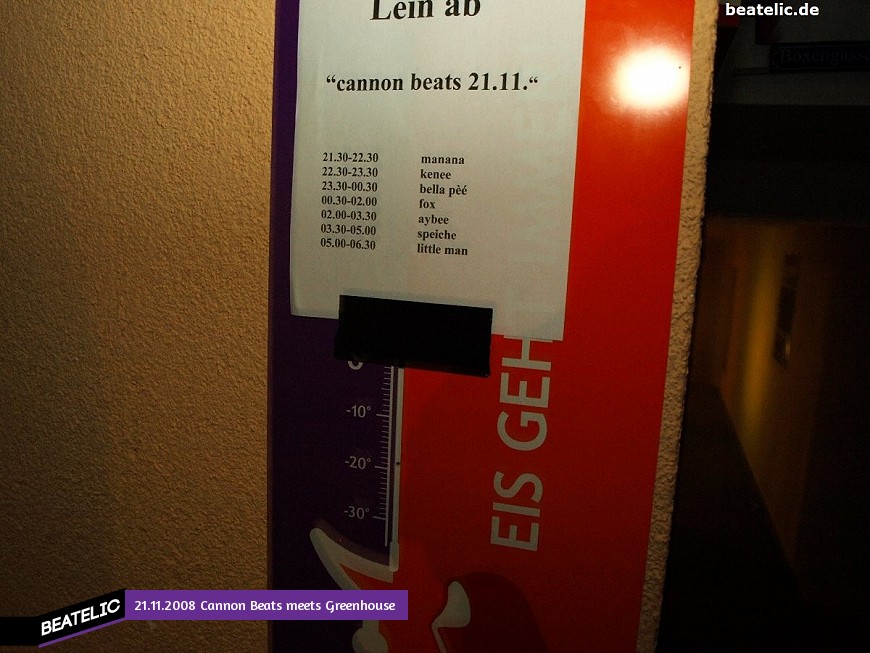 beatelic.de
Lein ab
“cannon beats 21.11.“
21.30-22.30 manana
22.30-23.30 kenee
23.30-00.30 bella pèé
00.30-02.00 fox
02.00-03.30 aybee
03.30-05.00 speiche
05.00-06.30 little man
-10°
-20°
-30°
EIS GEH
BEATELIC
21.11.2008 Cannon Beats meets Greenhouse